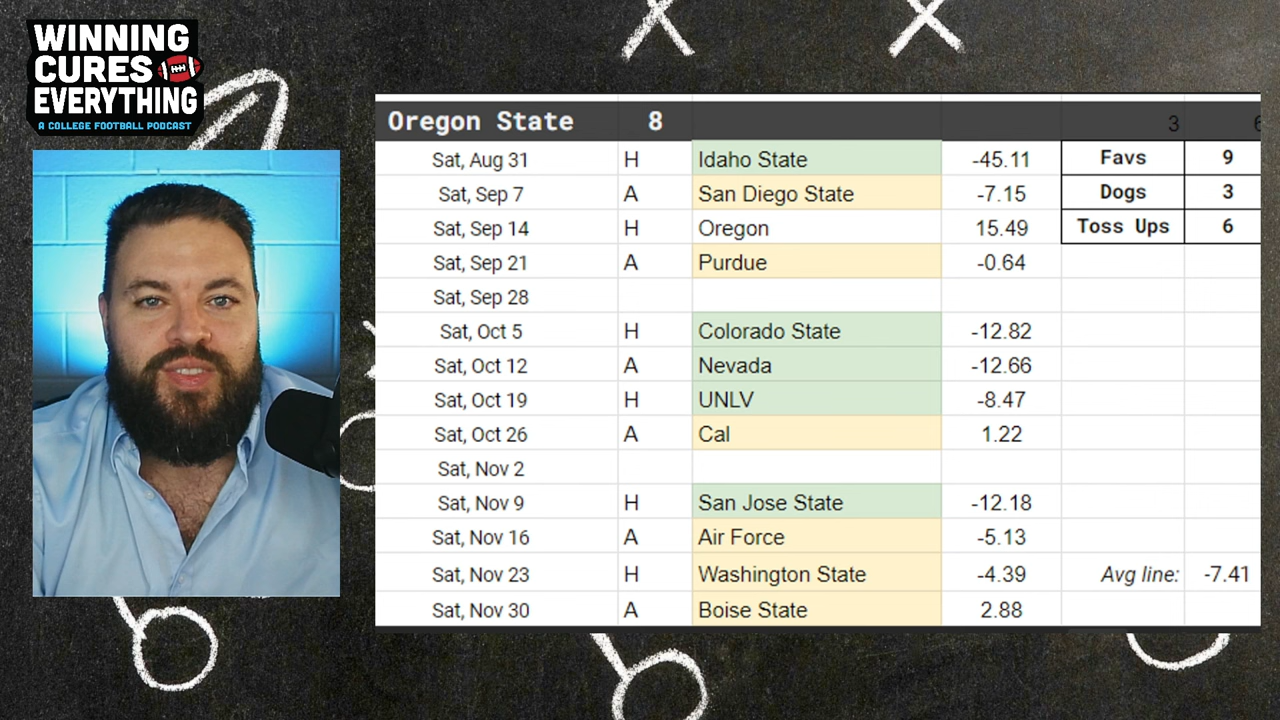 WINNING
CURES
EVERYTHING
A COLLEGE FOOTBALL PODCAST
Oregon State 8 3 6
Sat, Aug 31 H Idaho State -45.11 Favs 9
Sat, Sep 7 A San Diego State -7.15 Dogs 3
Sat, Sep 14 H Oregon 15.49 Toss Ups 6
Sat, Sep 21 A Purdue -0.64
Sat, Sep 28
Sat, Oct 5 H Colorado State -12.82
Sat, Oct 12 A Nevada -12.66
Sat, Oct 19 H UNLV -8.47
Sat, Oct 26 A Cal 1.22
Sat, Nov 2
Sat, Nov 9 H San Jose State -12.18
Sat, Nov 16 A Air Force -5.13
Sat, Nov 23 H Washington State -4.39 Avg line: -7.41
Sat, Nov 30 A Boise State 2.88